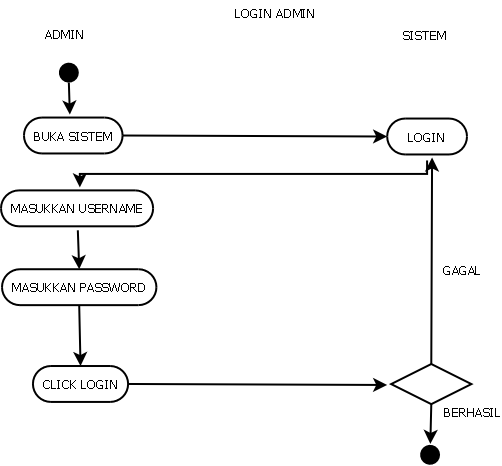 LOGIN ADMIN
ADMIN
SISTEM
BUKA SISTEM
LOGIN
MASUKKAN USERNAME
GAGAL
MASUKKAN PASSWORD
CLICK LOGIN
BERHASIL